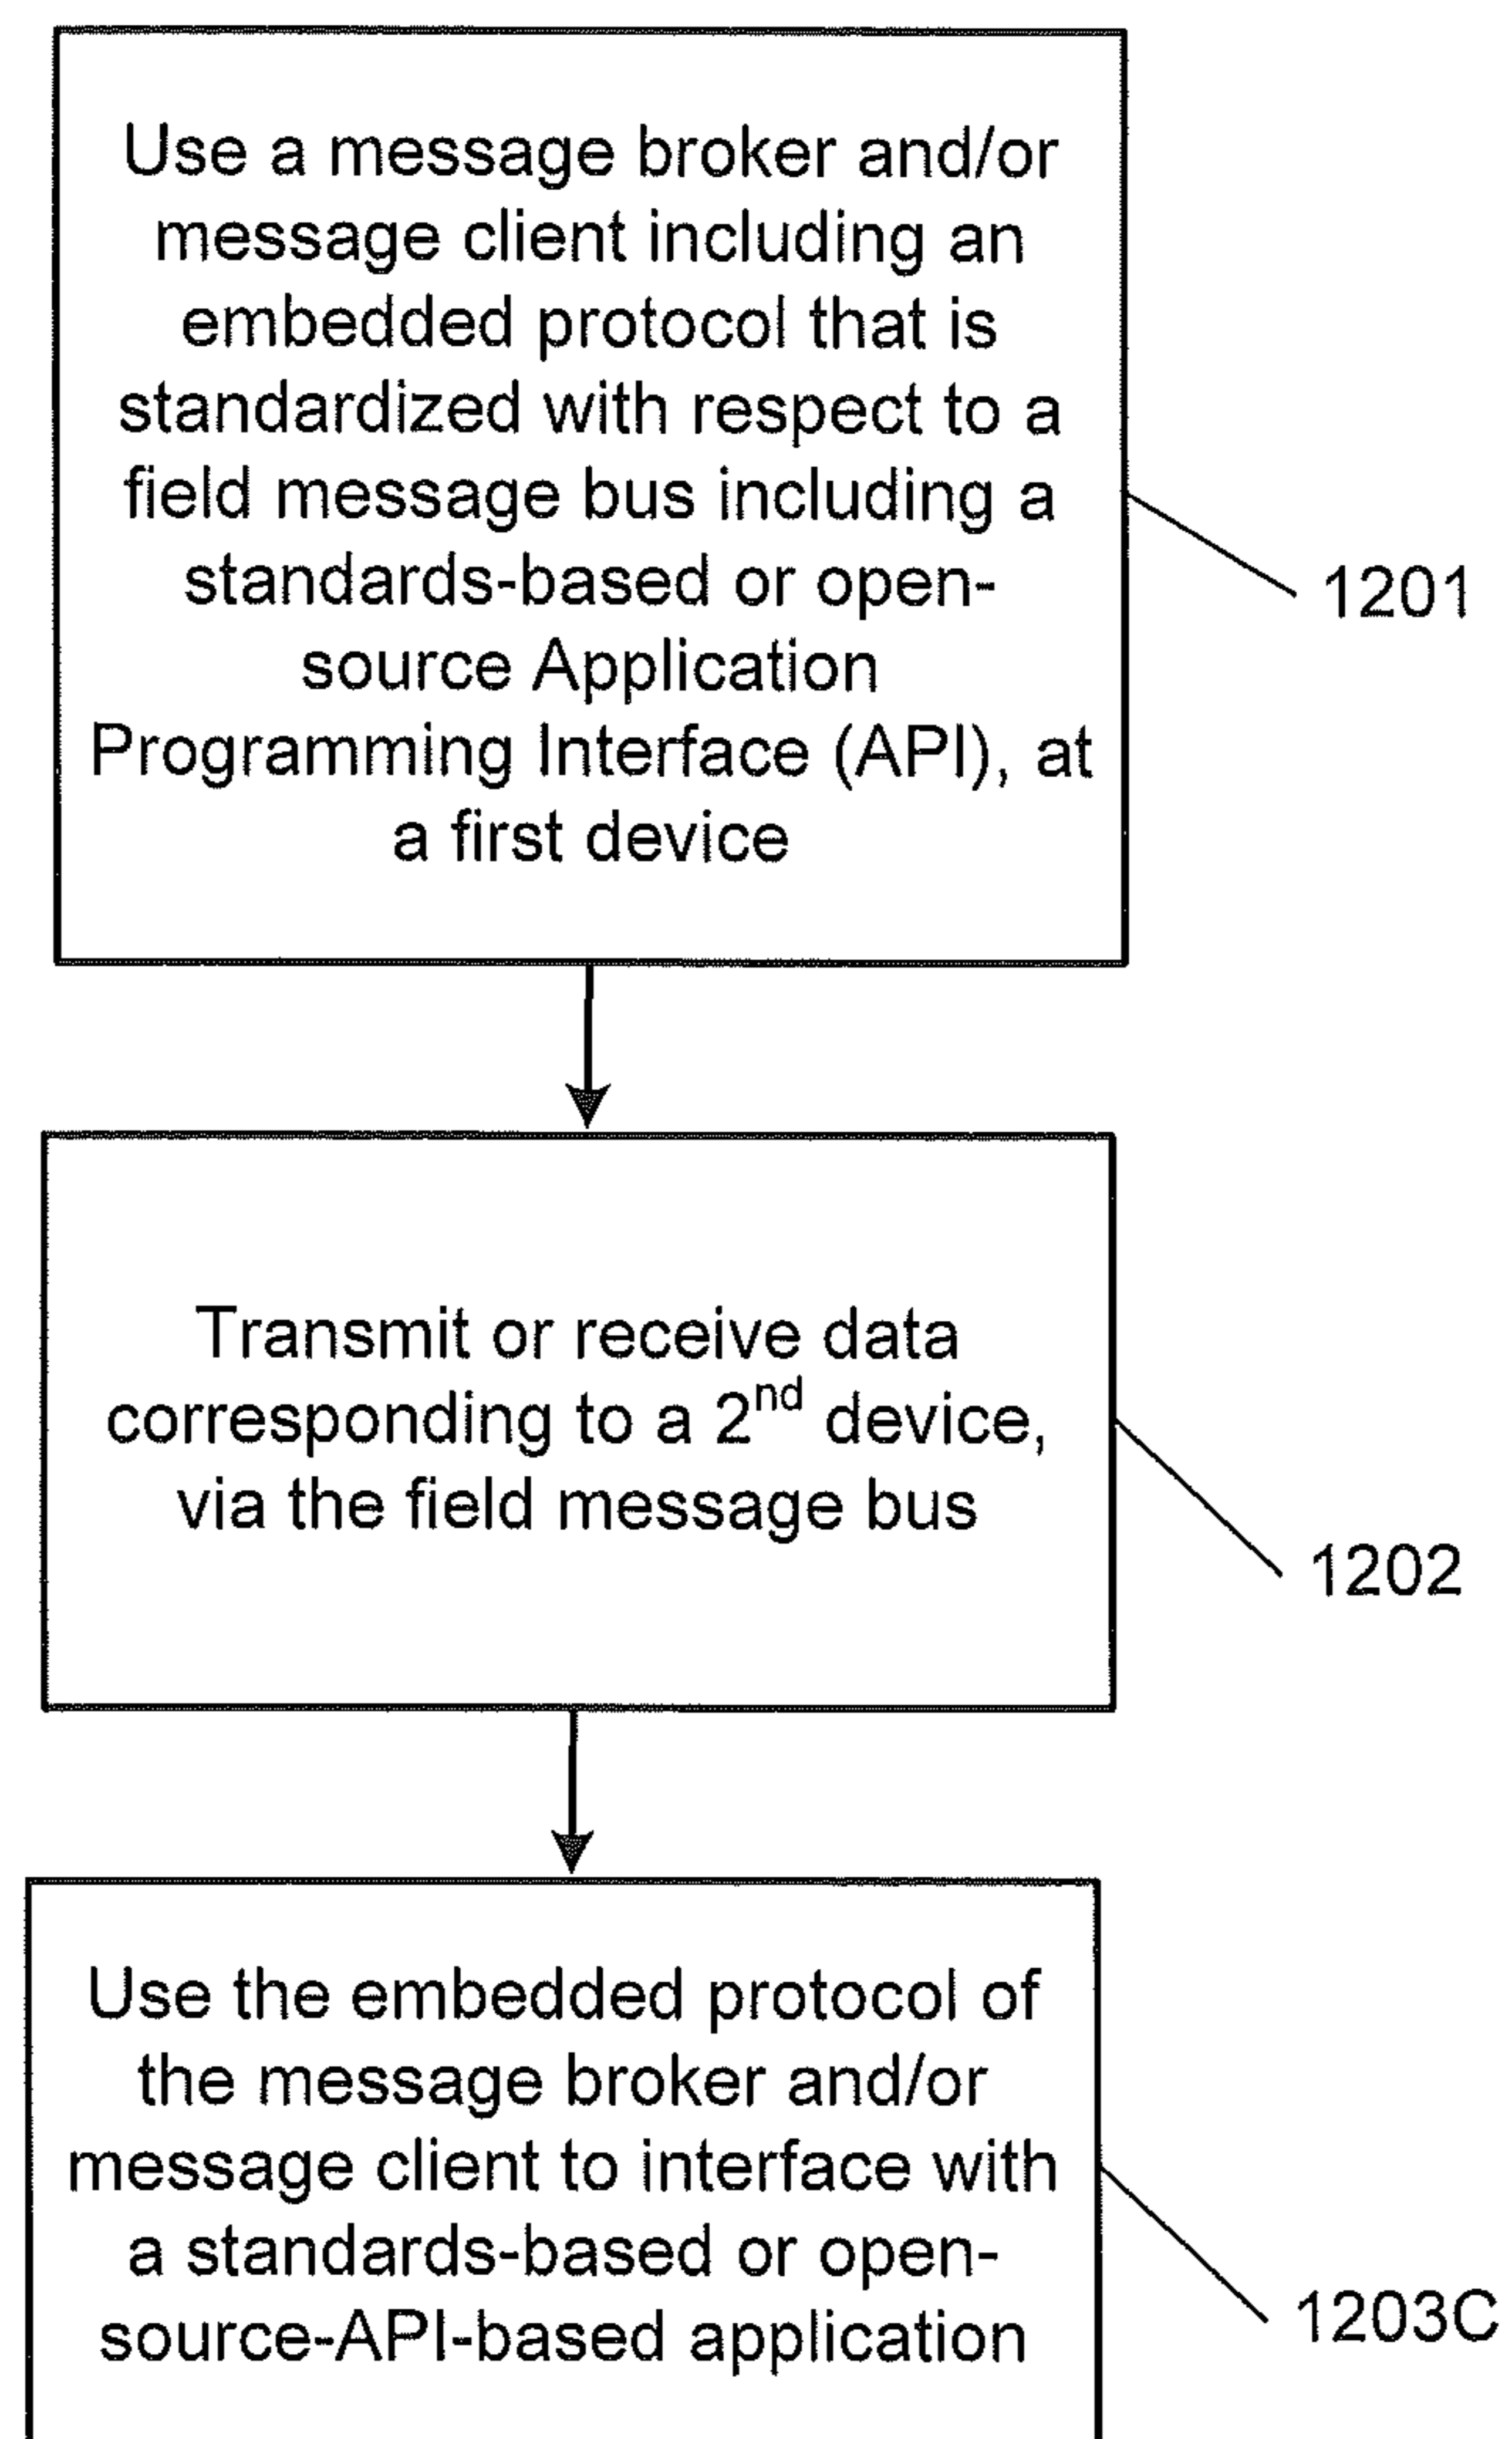 Use a message broker and/or
message client including an
embedded protocol that is
standardized with respect to a
field message bus including a
standards-based or open-
source Application
Programming Interface (API), at
a first device
1201
Transmit or receive data
corresponding to a 2nd device,
via the field message bus
1202
Use the embedded protocol of
the message broker and/or
message client to interface with
a standards-based or open-
source-API-based application
1203C